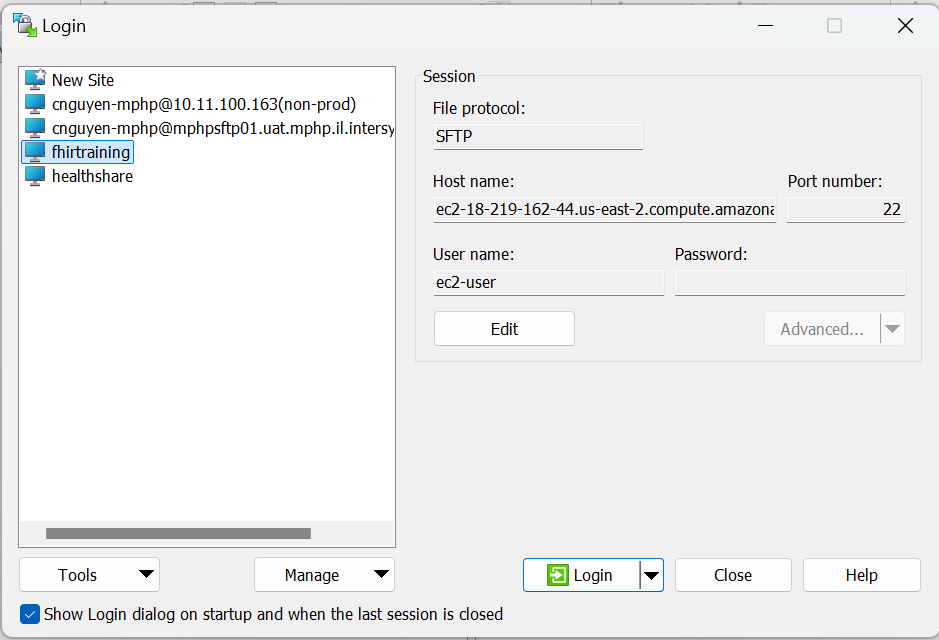 Login
New Site
cnguyen-mphp@10.11.100.163(non-prod)
cnguyen-mphp@mphpsftp01.uat.mphp.il.intersy
fhirtraining
healthshare
Session
File protocol:
SFTP
Host name:
Port number:
ec2-18-219-162-44.us-east-2.compute.amazona
22
User name:
Password:
ec2-user
Edit
Advanced...
Tools
Manage
Login
Close
Help
Show Login dialog on startup and when the last session is closed